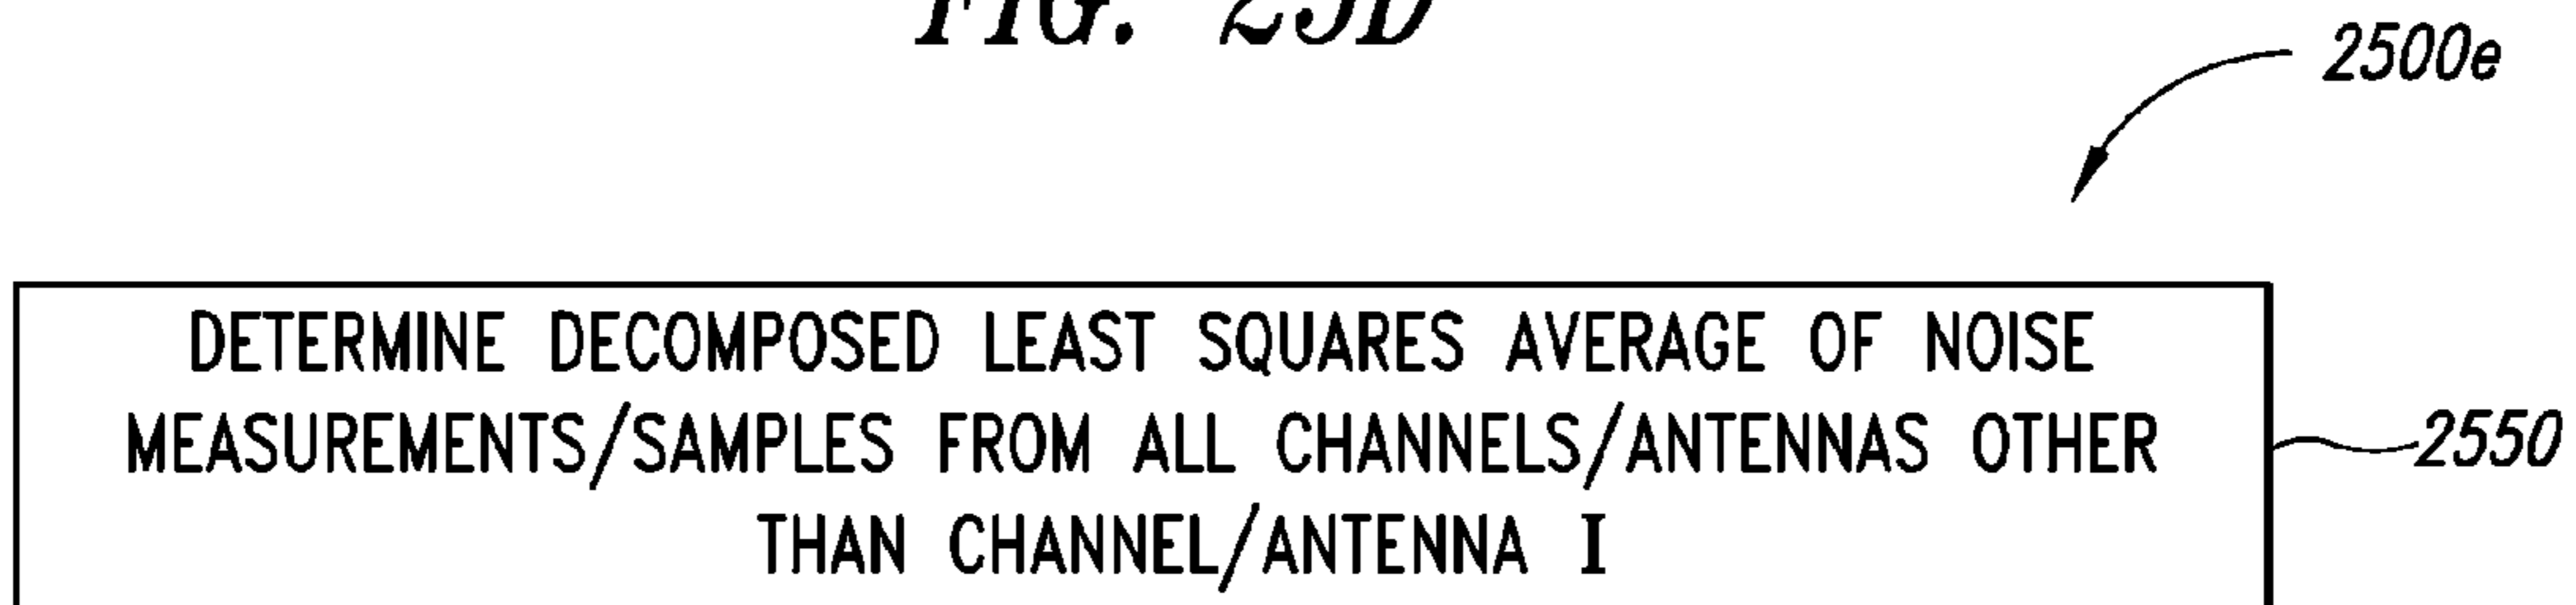 FIG. 25D
2500e
DETERMINE DECOMPOSED LEAST SQUARES AVERAGE OF NOISE
MEASUREMENTS/SAMPLES FROM ALL CHANNELS/ANTENNAS OTHER
2550
THAN CHANNEL/ANTENNA I